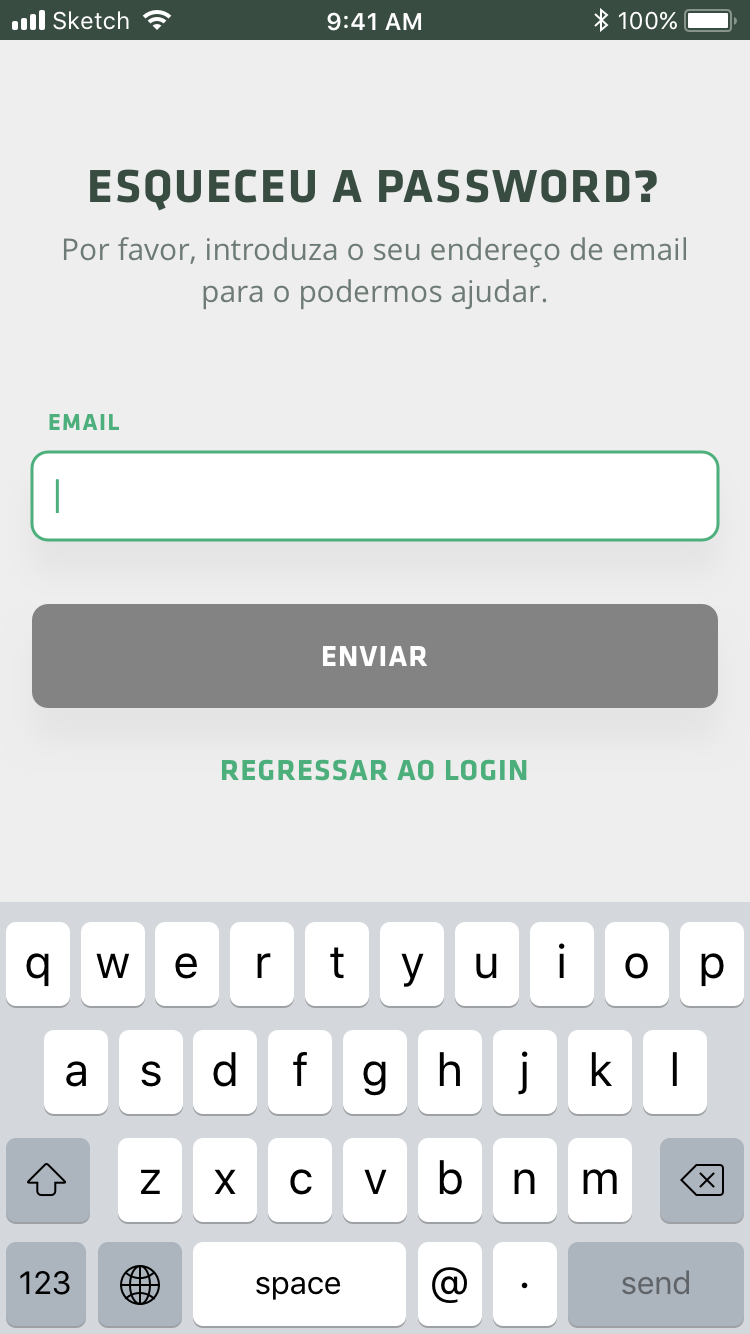 Sketch 9:41 AM 100%
ESQUECEU A PASSWORD?
Por favor, introduza o seu endereço de email
para o podermos ajudar.
EMAIL
ENVIAR
REGRESSAR AO LOGIN
q w e r t y u i o p
a s d f g h j k l
z x c v b n m
123 space @ . send